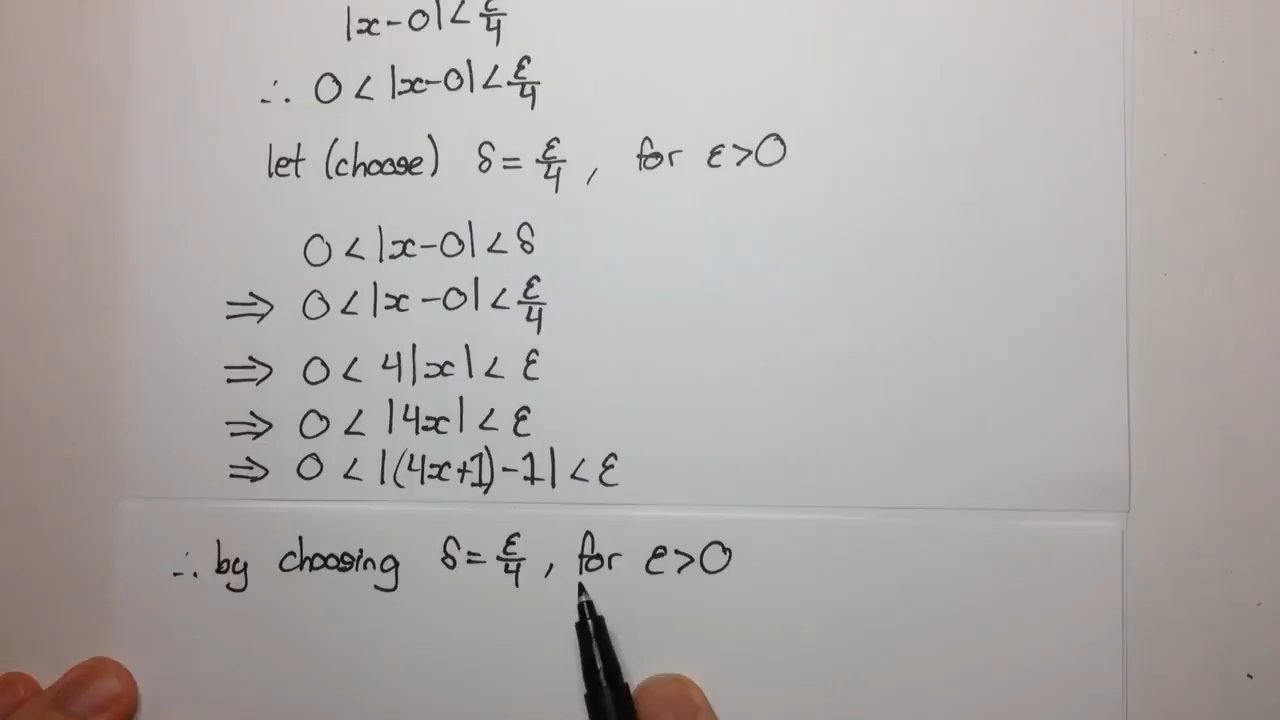 |x-0|<ε/4
∴ 0<|x-0|<ε/4
let (choose) δ=ε/4, for ε>0
0<|x-0|<δ
⇒ 0<|x-0|<ε/4
⇒ 0<4|x|<ε
⇒ 0<|4x|<ε
⇒ 0<|(4x+1)-1|<ε
∴ by choosing δ=ε/4, for ε>0